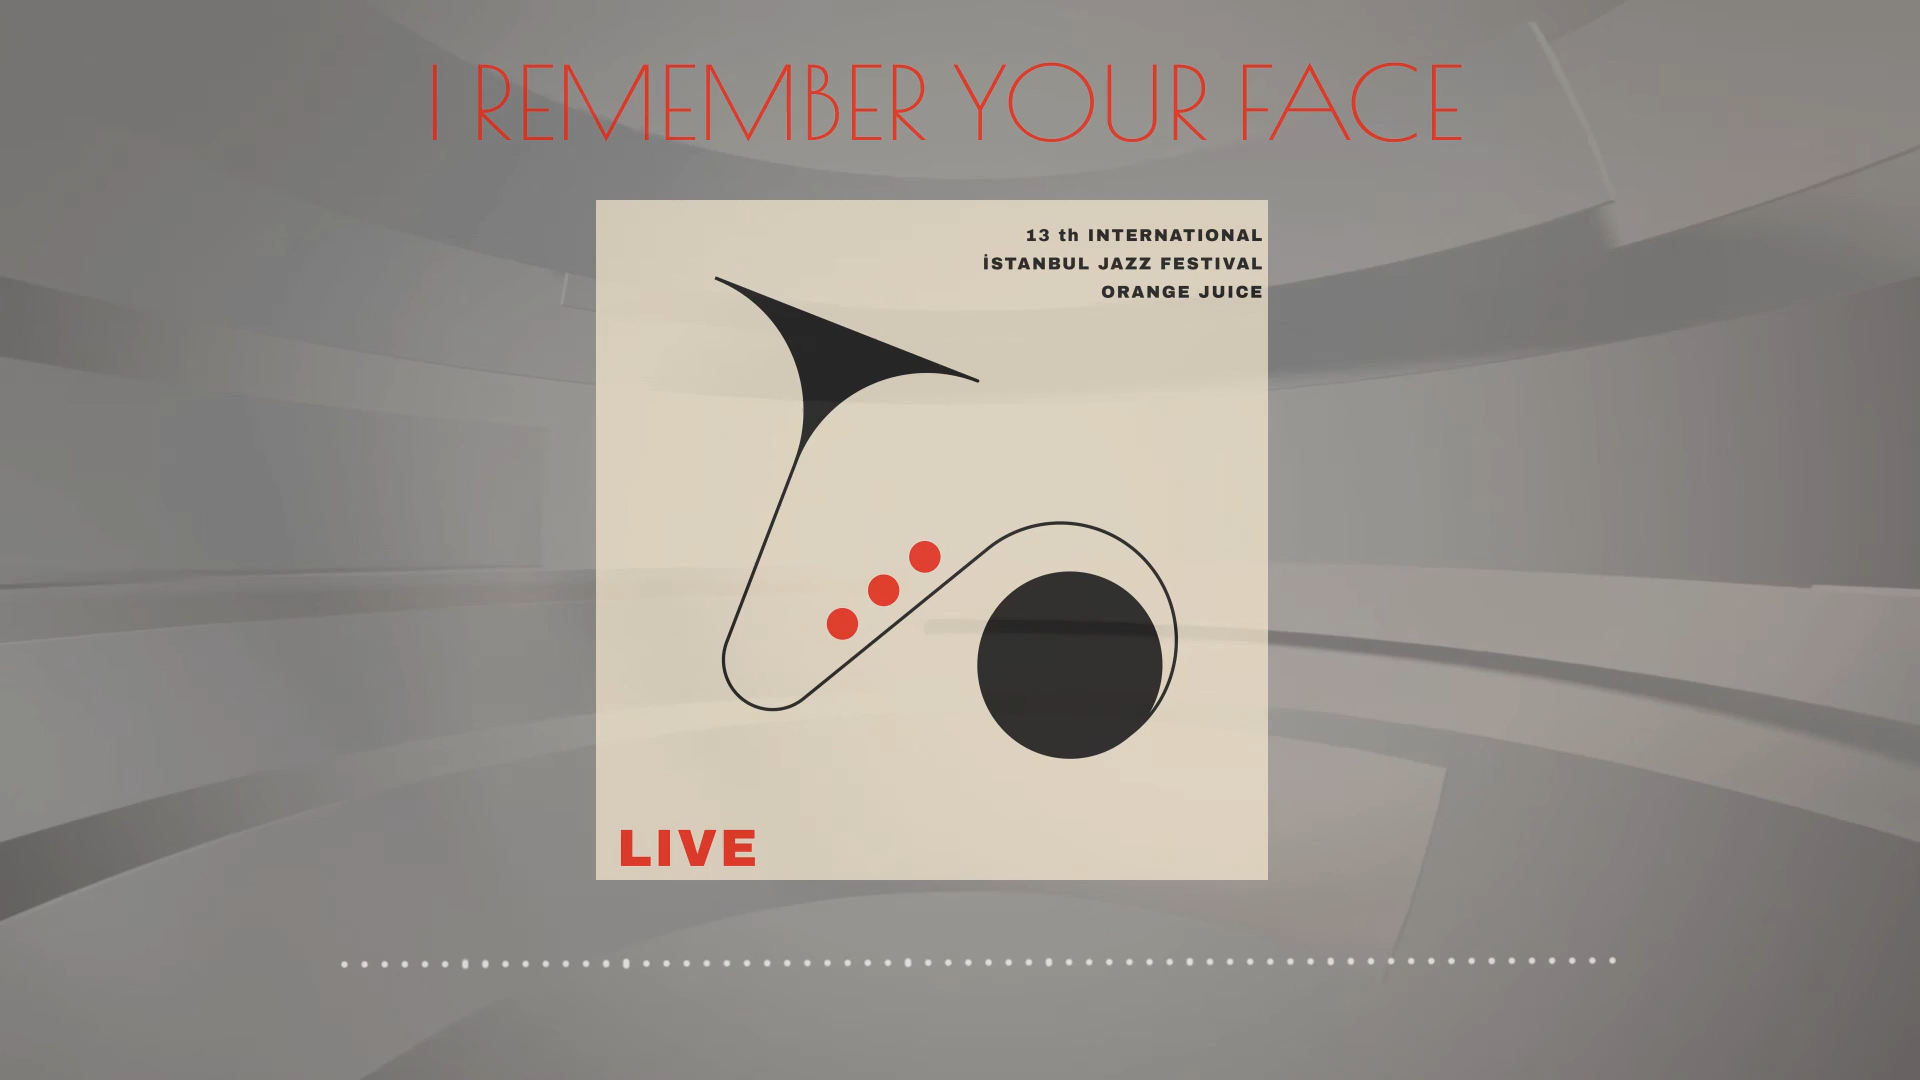 I REMEMBER YOUR FACE
13 th INTERNATIONAL
İSTANBUL JAZZ FESTIVAL
ORANGE JUICE
LIVE